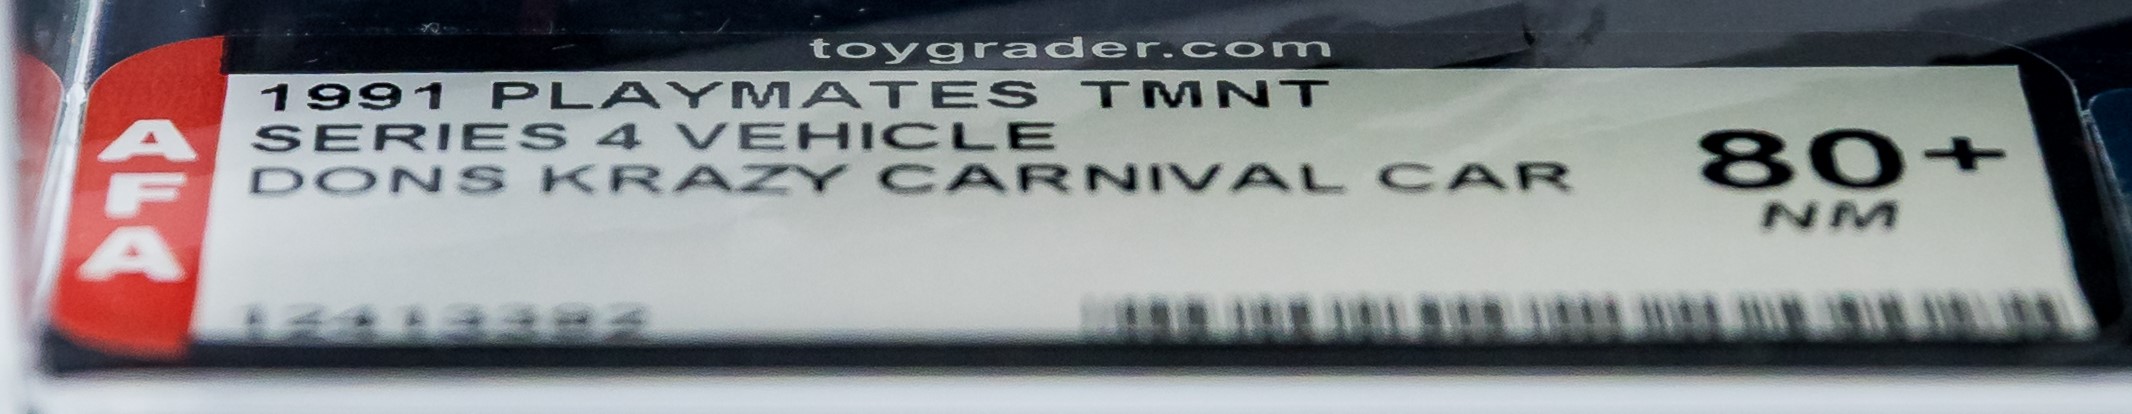 toygrader.com
AFA
1991 PLAYMATES TMNT
SERIES 4 VEHICLE
DONS KRAZY CARNIVAL CAR
80+
NM